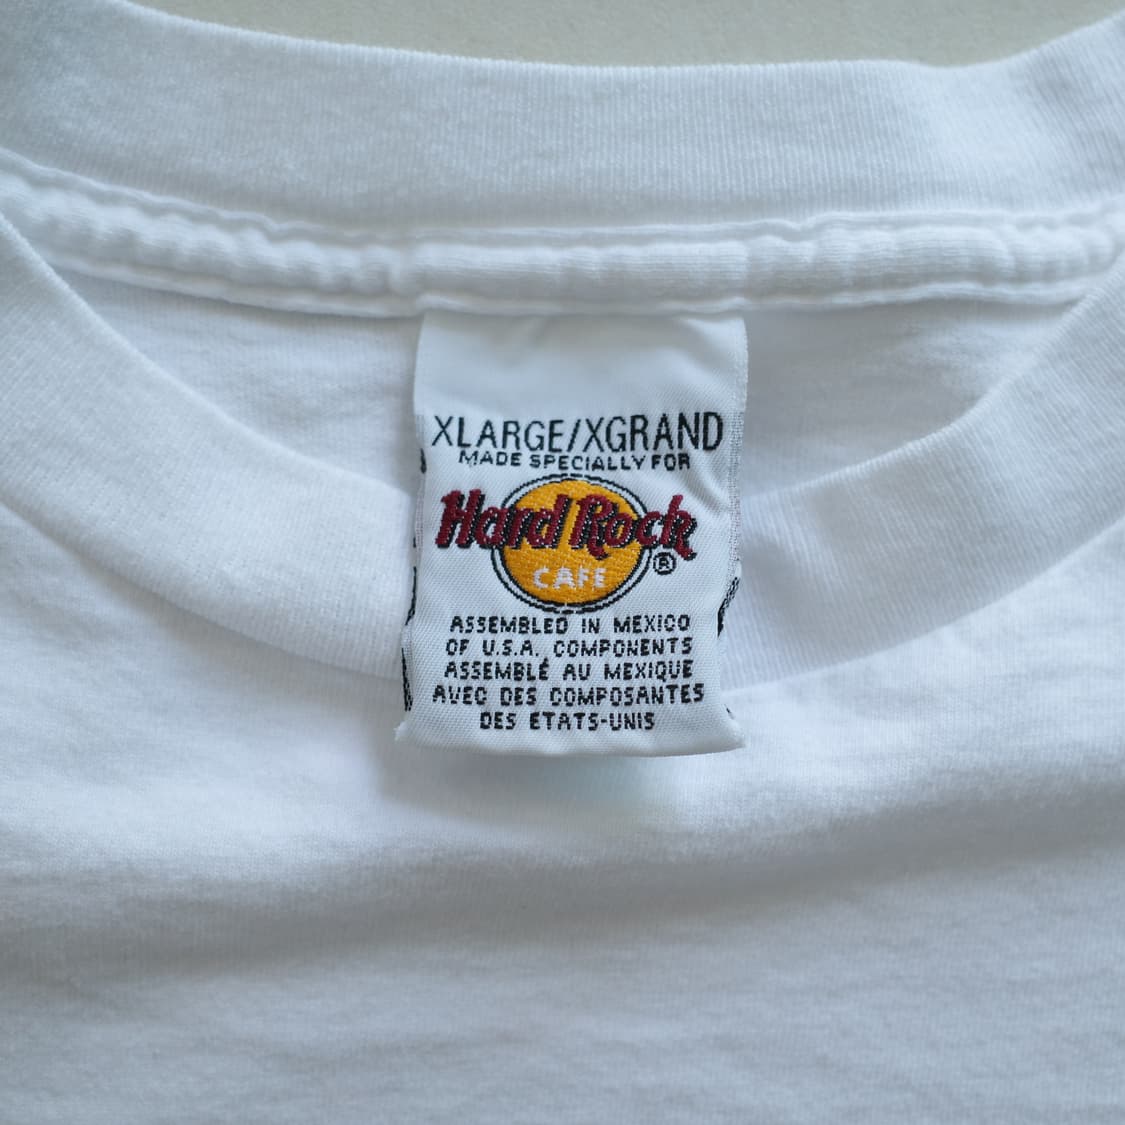 XLARGE/XGRAND
MADE SPECIALLY FOR
Hard Rock
CAFE
®
ASSEMBLED IN MEXICO
OF U.S.A. COMPONENTS
ASSEMBLÉ AU MEXIQUE
AVEC DES COMPOSANTES
DES ETATS-UNIS